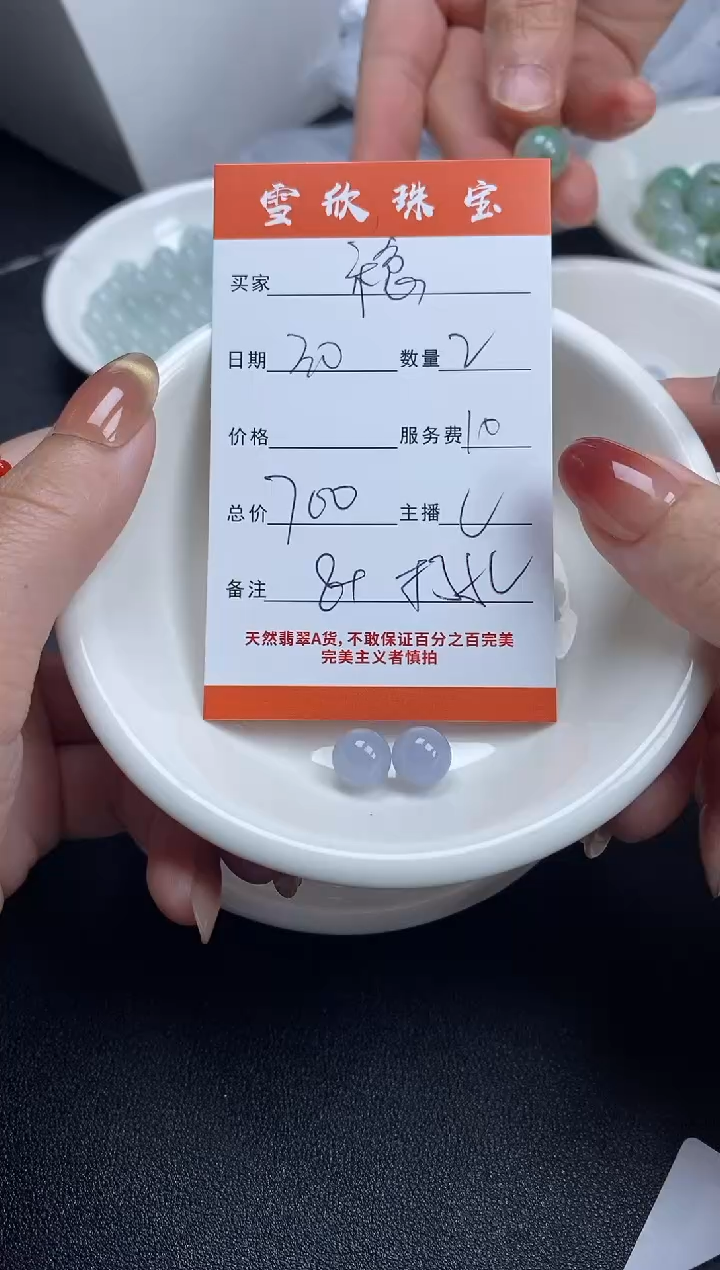 雪欣珠宝
买家 稳
日期 30 数量 2
价格 服务费 10
总价 700 主播
备注 8+
天然翡翠A货,不敢保证百分之百完美
完美主义者慎拍